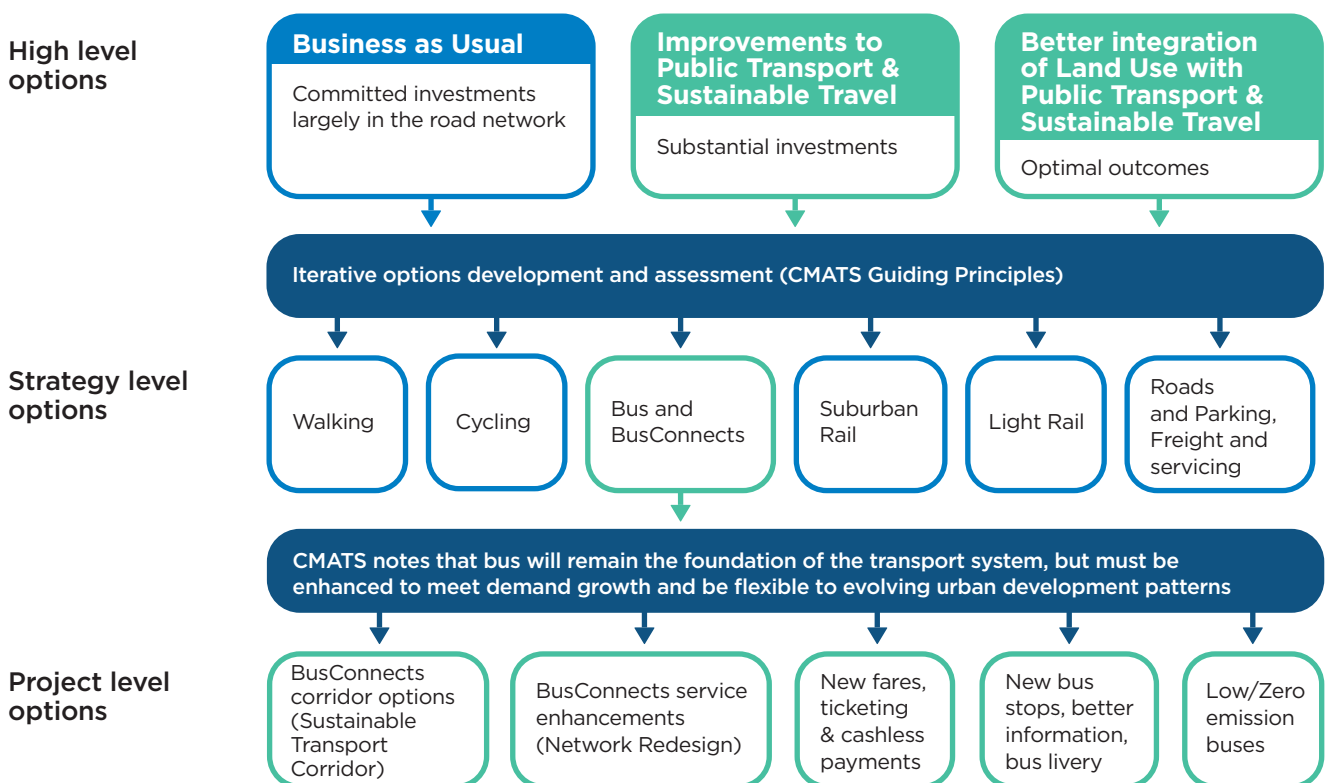 High level
options
Business as Usual
Committed investments
largely in the road network
Improvements to
Public Transport &
Sustainable Travel
Substantial investments
Better integration
of Land Use with
Public Transport &
Sustainable Travel
Optimal outcomes
Iterative options development and assessment (CMATS Guiding Principles)
Strategy level
options
Walking
Cycling
Bus and
BusConnects
Suburban
Rail
Light Rail
Roads
and Parking,
Freight and
servicing
CMATS notes that bus will remain the foundation of the transport system, but must be
enhanced to meet demand growth and be flexible to evolving urban development patterns
Project level
options
BusConnects
corridor options
(Sustainable
Transport
Corridor)
BusConnects service
enhancements
(Network Redesign)
New fares,
ticketing
& cashless
payments
New bus
stops, better
information,
bus livery
Low/Zero
emission
buses